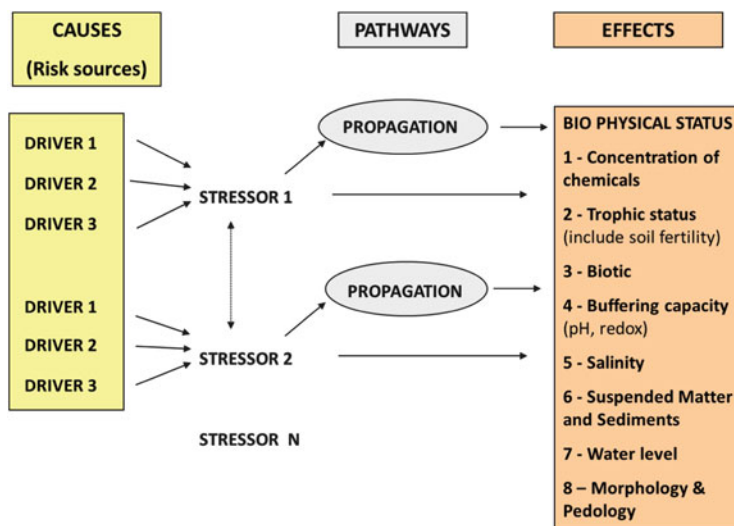 CAUSES
(Risk sources)
PATHWAYS
EFFECTS
DRIVER 1
DRIVER 2
DRIVER 3
DRIVER 1
DRIVER 2
DRIVER 3
STRESSOR 1
STRESSOR 2
STRESSOR N
PROPAGATION
PROPAGATION
BIO PHYSICAL STATUS
1 - Concentration of
chemicals
2 - Trophic status
(include soil fertility)
3 - Biotic
4 - Buffering capacity
(pH, redox)
5 - Salinity
6 - Suspended Matter
and Sediments
7 - Water level
8 – Morphology &
Pedology